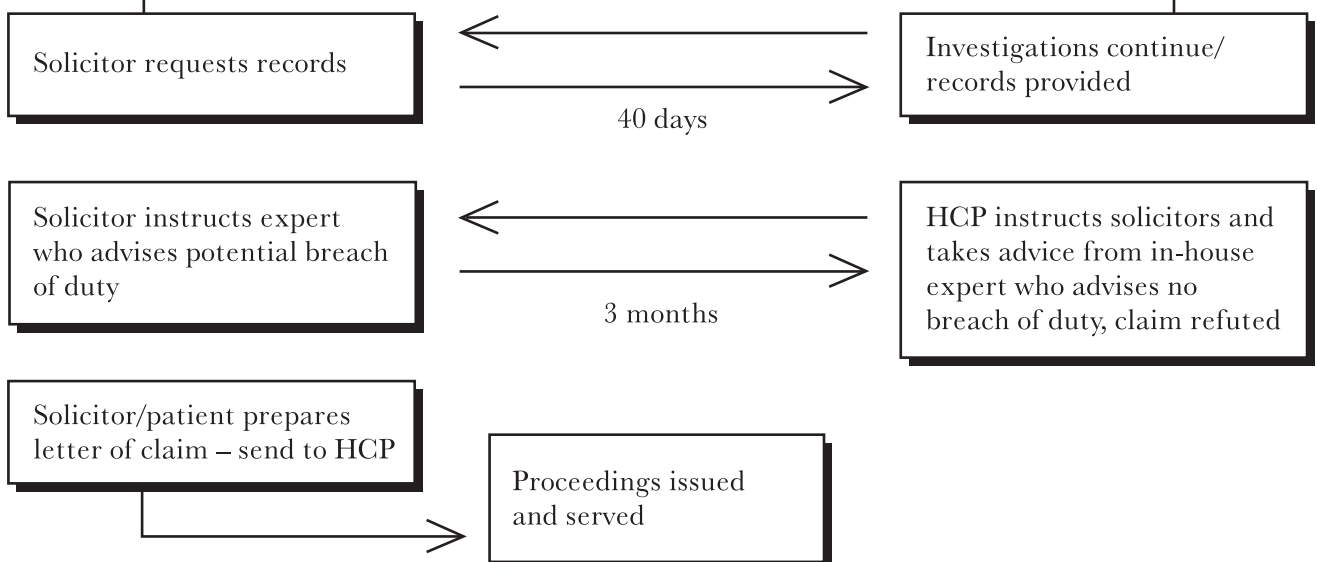 Solicitor requests records
Investigations continue/
records provided
40 days
Solicitor instructs expert
who advises potential breach
of duty
HCP instructs solicitors and
takes advice from in-house
expert who advises no
breach of duty, claim refuted
3 months
Solicitor/patient prepares
letter of claim – send to HCP
Proceedings issued
and served